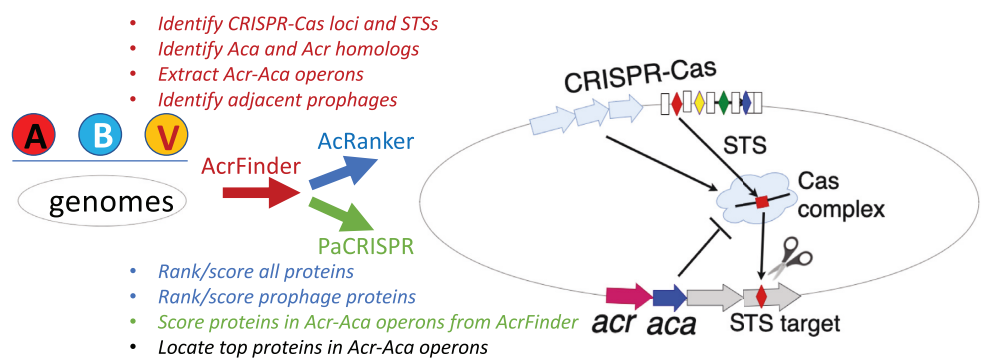 • Identify CRISPR-Cas loci and STSs
• Identify Aca and Acr homologs
• Extract Acr-Aca operons
• Identify adjacent prophages
A B V
genomes
AcrFinder
AcRanker
PaCRISPR
• Rank/score all proteins
• Rank/score prophage proteins
• Score proteins in Acr-Aca operons from AcrFinder
• Locate top proteins in Acr-Aca operons
CRISPR-Cas
STS
Cas
complex
acr aca STS target